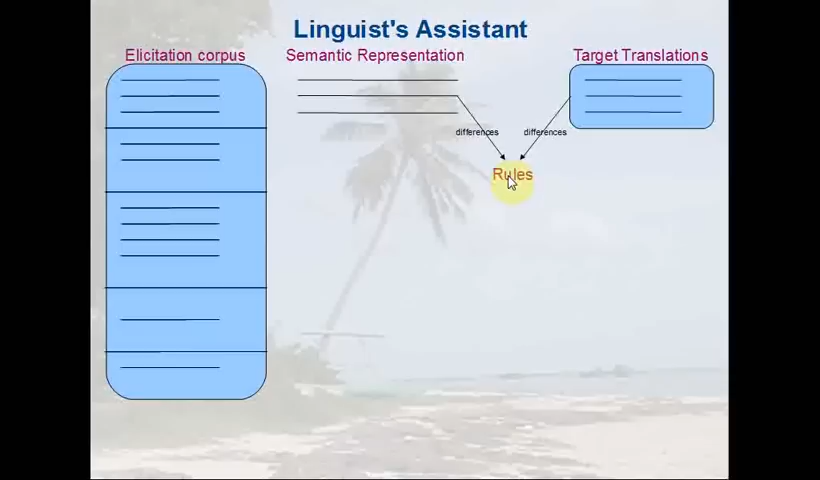 Linguist's Assistant
Elicitation corpus
Semantic Representation
Target Translations
differences
differences
Rules